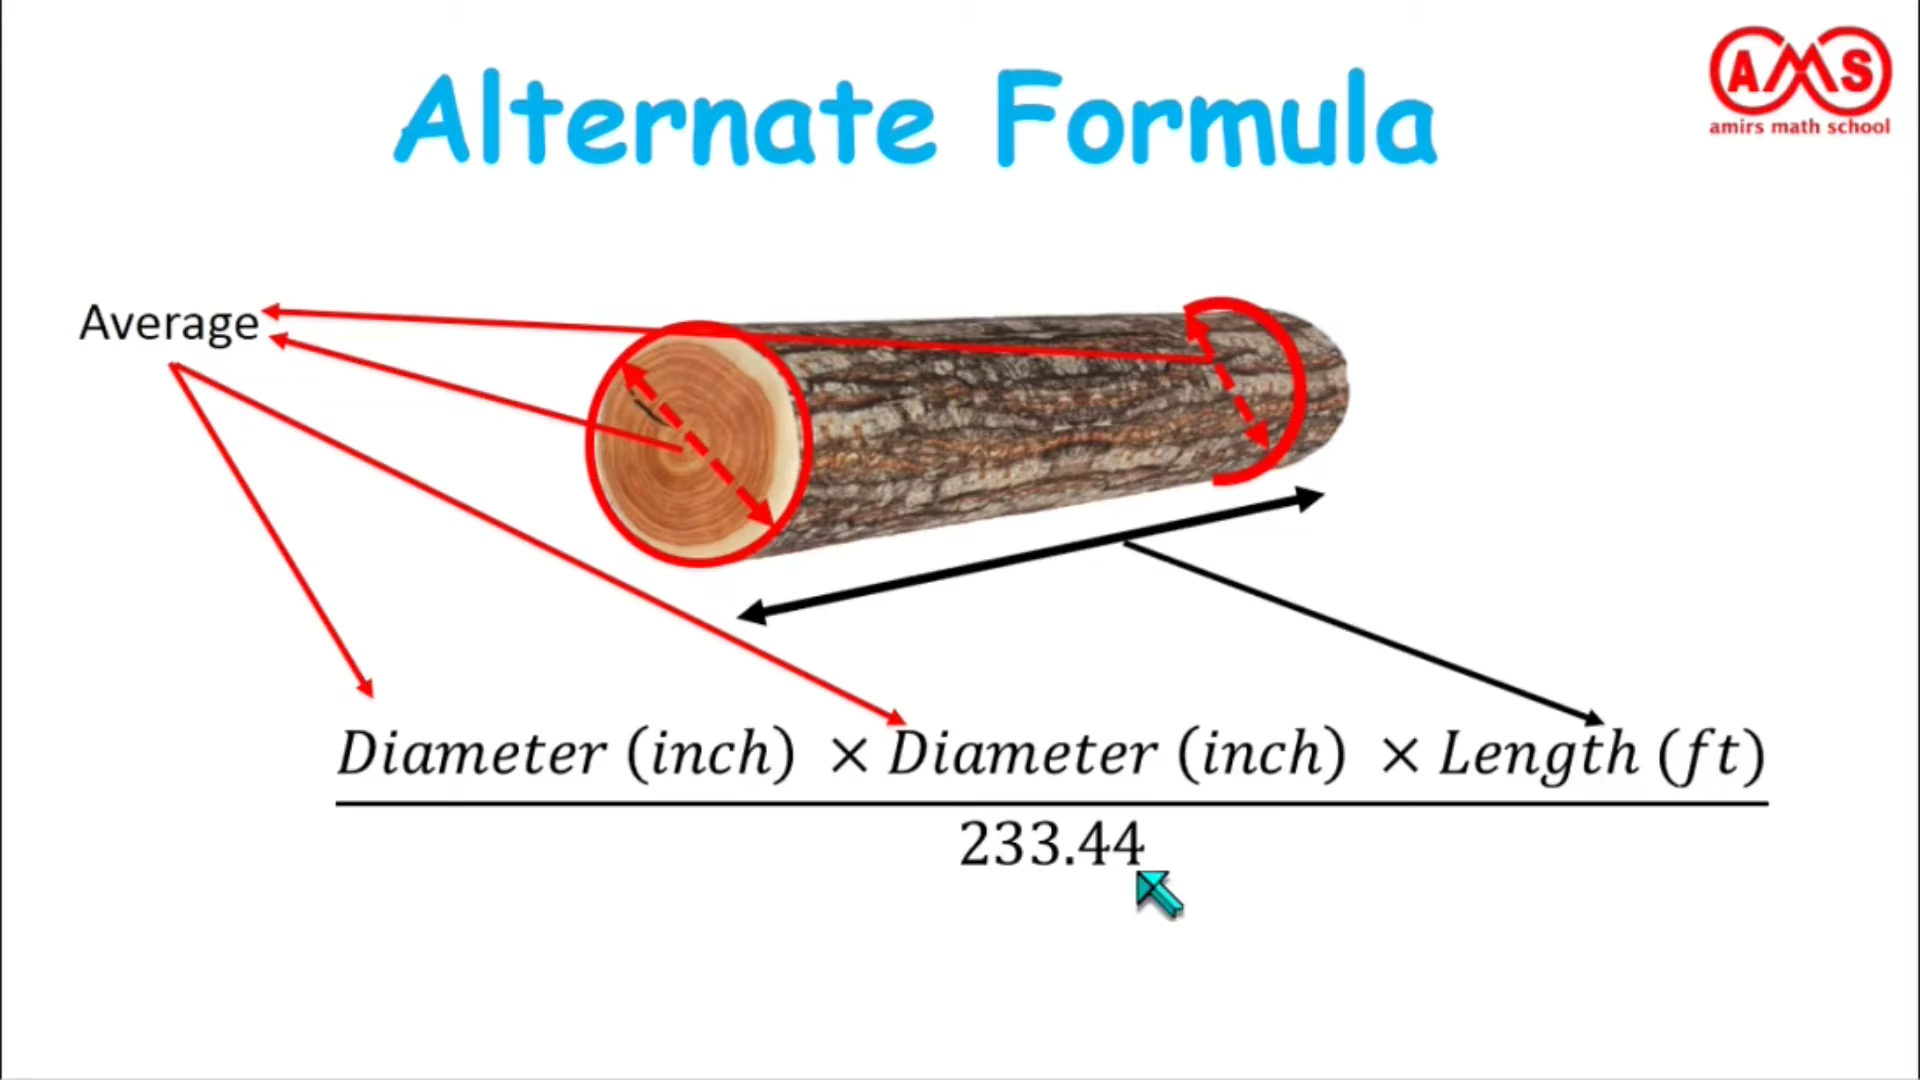 Alternate Formula
AMS
amirs math school
Average
Diameter (inch) × Diameter (inch) × Length (ft)
233.44